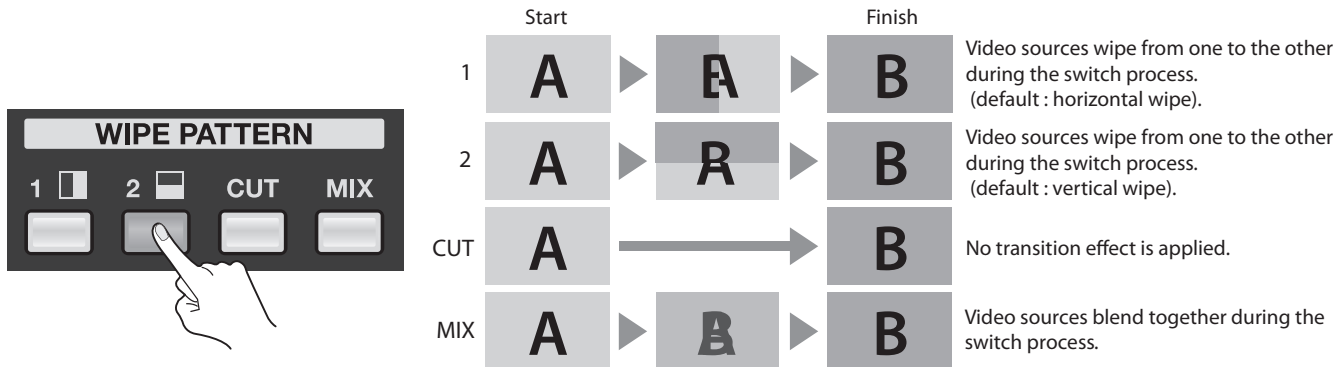 WIPE PATTERN
1 2 CUT MIX
Start Finish
1 A B A B
Video sources wipe from one to the other
during the switch process.
(default : horizontal wipe).
2 A B A B
Video sources wipe from one to the other
during the switch process.
(default : vertical wipe).
CUT A B
No transition effect is applied.
MIX A A B B
Video sources blend together during the
switch process.